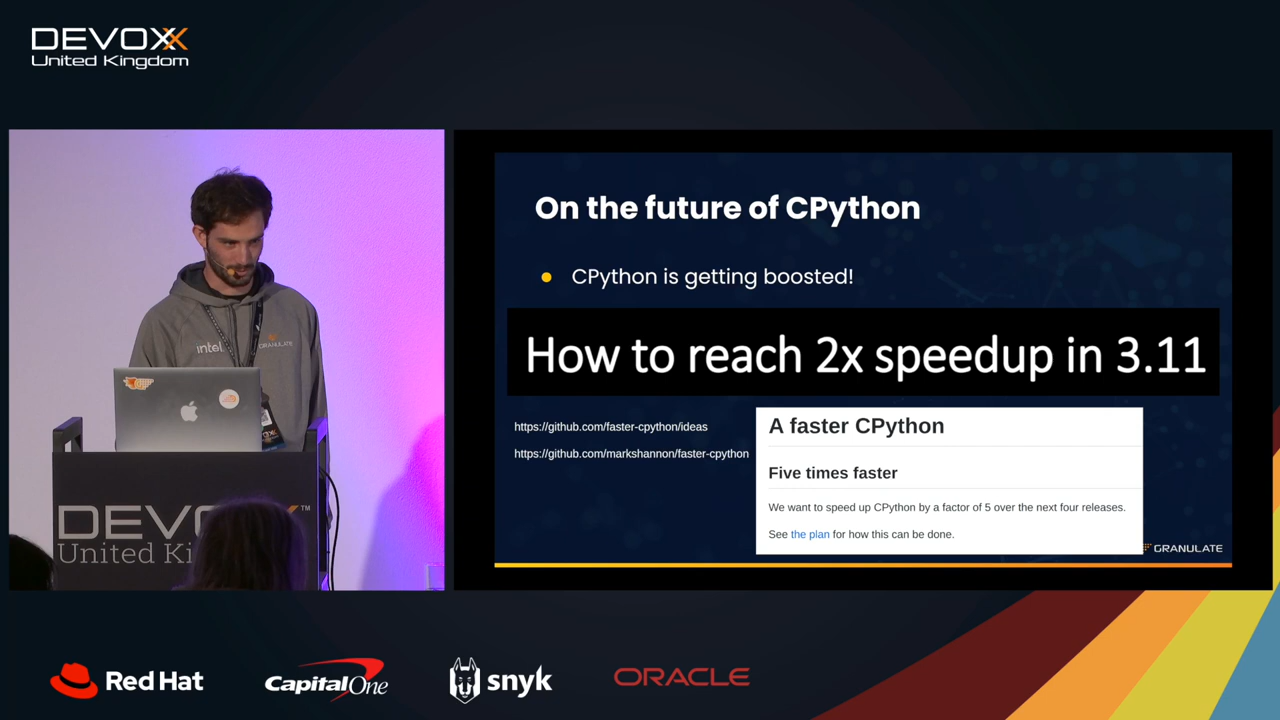 DEVOXX
United Kingdom
On the future of CPython
CPython is getting boosted!
How to reach 2x speedup in 3.11
https://github.com/faster-cpython/ideas
https://github.com/markshannon/faster-cpython
A faster CPython
Five times faster
We want to speed up CPython by a factor of 5 over the next four releases.
See the plan for how this can be done.
GRANULATE
intel.
GRANULATE
DEVO
TM
United Ki
Red Hat
CapitalOne
snyk
ORACLE